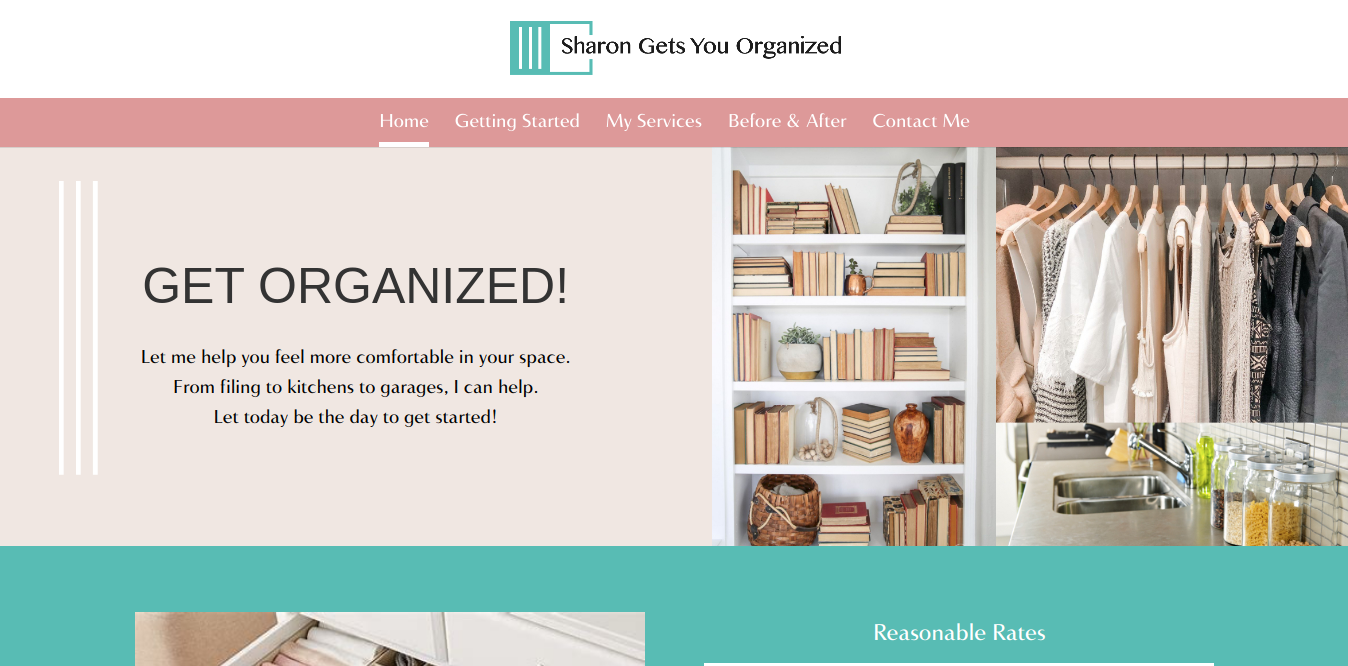 Sharon Gets You Organized
Home Getting Started My Services Before & After Contact Me
GET ORGANIZED!
Let me help you feel more comfortable in your space.
From filing to kitchens to garages, I can help.
Let today be the day to get started!
Reasonable Rates